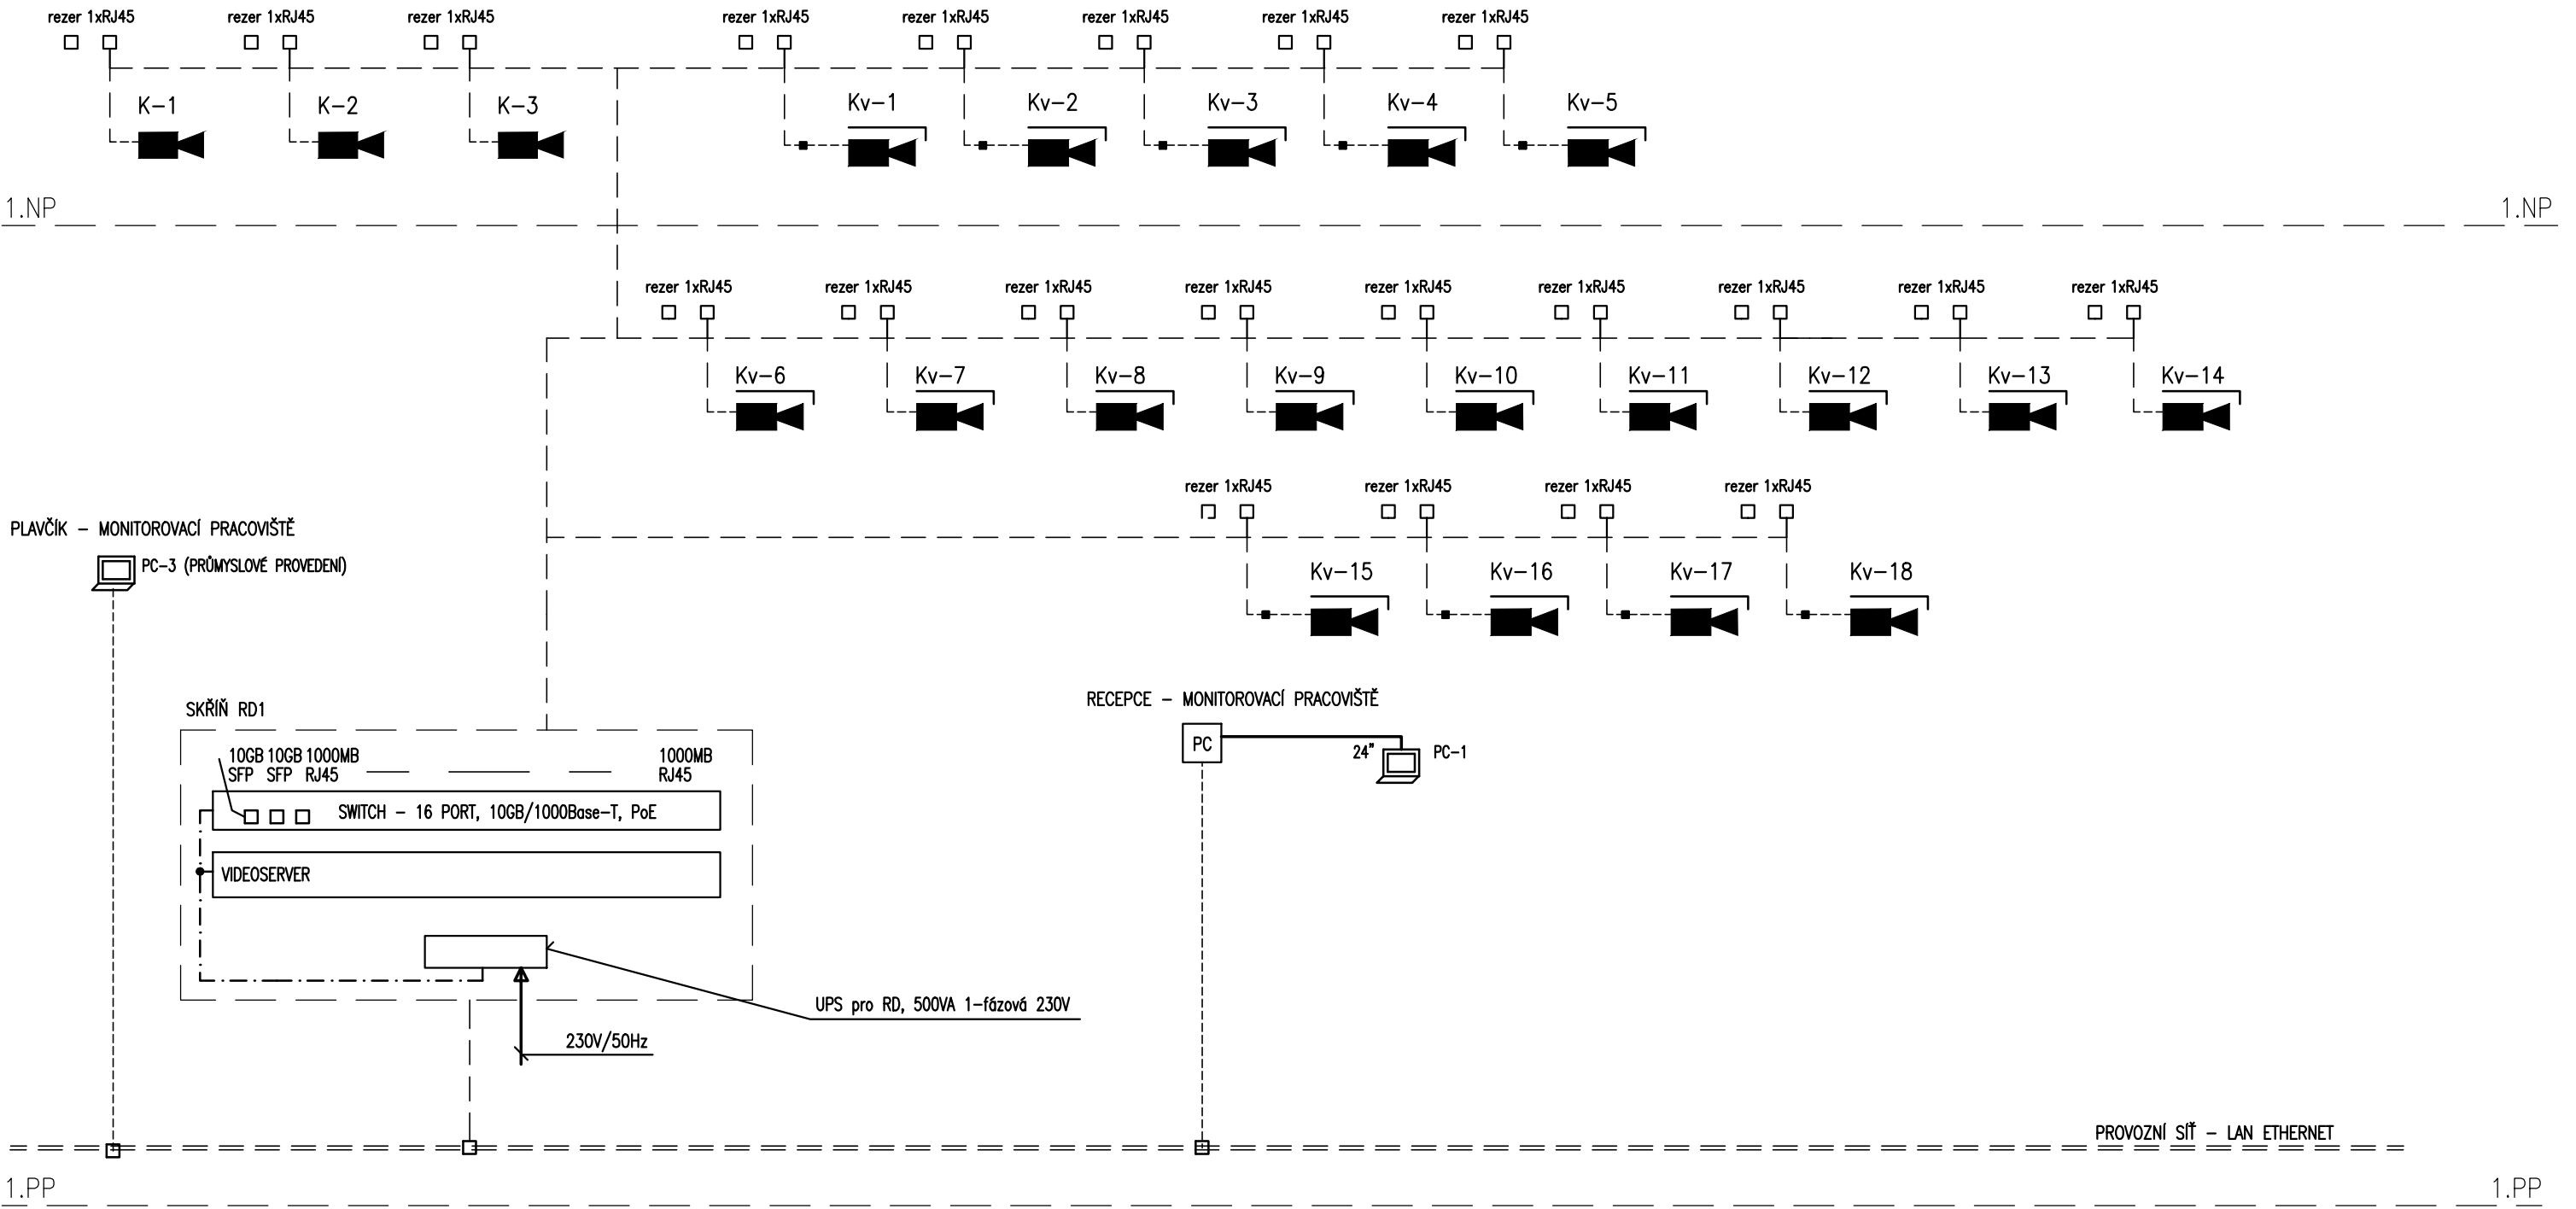 rezer 1xRJ45 rezer 1xRJ45 rezer 1xRJ45 rezer 1xRJ45 rezer 1xRJ45 rezer 1xRJ45 rezer 1xRJ45 rezer 1xRJ45
K-1 K-2 K-3 Kv-1 Kv-2 Kv-3 Kv-4 Kv-5
1.NP 1.NP
rezer 1xRJ45 rezer 1xRJ45 rezer 1xRJ45 rezer 1xRJ45 rezer 1xRJ45 rezer 1xRJ45 rezer 1xRJ45 rezer 1xRJ45 rezer 1xRJ45
Kv-6 Kv-7 Kv-8 Kv-9 Kv-10 Kv-11 Kv-12 Kv-13 Kv-14
rezer 1xRJ45 rezer 1xRJ45 rezer 1xRJ45 rezer 1xRJ45
Kv-15 Kv-16 Kv-17 Kv-18
PLAVČÍK - MONITOROVACÍ PRACOVIŠTĚ
PC-3 (PRŮMYSLOVÉ PROVEDENÍ)
RECEPCE - MONITOROVACÍ PRACOVIŠTĚ
PC 24" PC-1
SKŘÍŇ RD1
10GB 10GB 1000MB 1000MB
SFP SFP RJ45 RJ45
SWITCH - 16 PORT, 10GB/1000Base-T, PoE
VIDEOSERVER
UPS pro RD, 500VA 1-fázová 230V
230V/50Hz
PROVOZNÍ SÍŤ - LAN ETHERNET
1.PP 1.PP